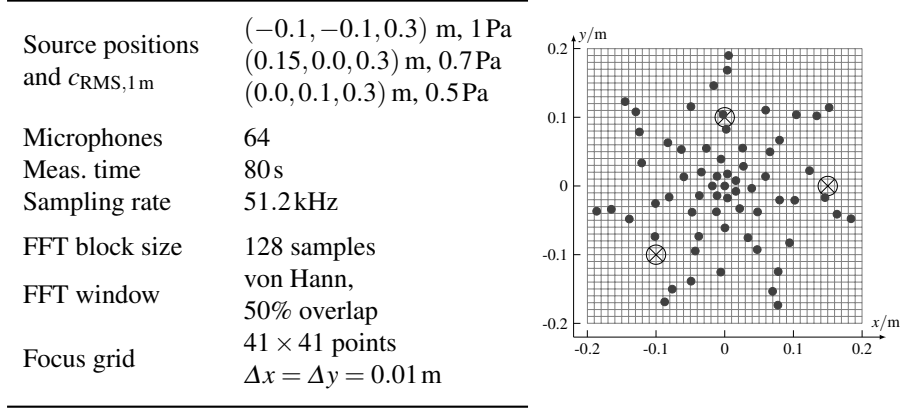 Source positions
and c_RMS,1 m
(−0.1,−0.1,0.3) m, 1 Pa
(0.15,0.0,0.3) m, 0.7 Pa
(0.0,0.1,0.3) m, 0.5 Pa
Microphones 64
Meas. time 80 s
Sampling rate 51.2 kHz
FFT block size 128 samples
FFT window
von Hann,
50% overlap
Focus grid
41 × 41 points
Δx = Δy = 0.01 m
y/m
0.2
0.1
0
-0.1
-0.2
x/m
-0.2 -0.1 0 0.1 0.2